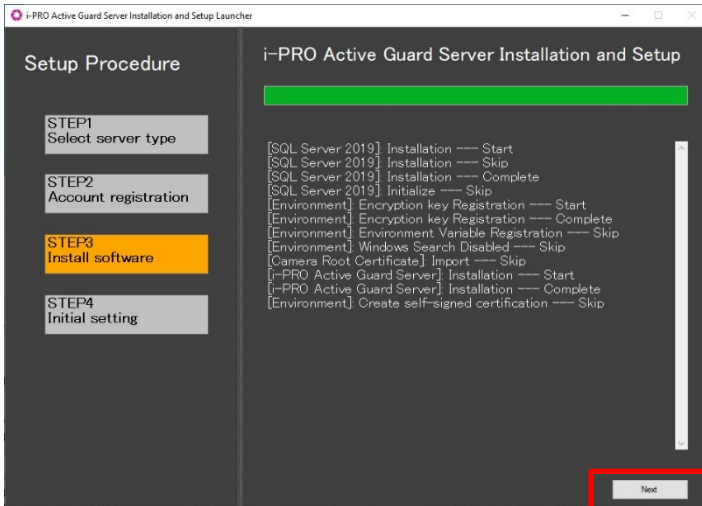 i-PRO Active Guard Server Installation and Setup Launcher
Setup Procedure
STEP1
Select server type
STEP2
Account registration
STEP3
Install software
STEP4
Initial setting
i-PRO Active Guard Server Installation and Setup
[SQL Server 2019]: Installation --- Start
[SQL Server 2019]: Installation --- Skip
[SQL Server 2019]: Installation --- Complete
[SQL Server 2019]: Initialize --- Skip
[Environment]: Encryption key Registration --- Start
[Environment]: Encryption key Registration --- Complete
[Environment]: Environment Variable Registration --- Skip
[Environment]: Windows Search Disabled --- Skip
[Camera Root Certificate]: Import --- Skip
[i-PRO Active Guard Server]: Installation --- Start
[i-PRO Active Guard Server]: Installation --- Complete
[Environment]: Create self-signed certification --- Skip
Next